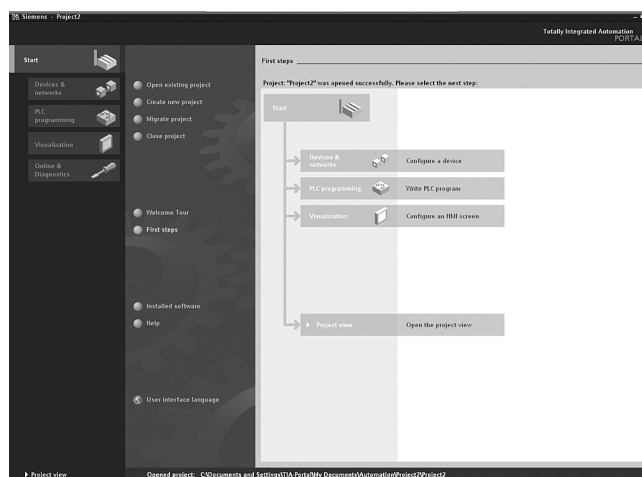 Siemens - Project2
Totally Integrated Automation
PORTAL
Start
Devices &
networks
PLC
programming
Visualization
Online &
Diagnostics
Open existing project
Create new project
Migrate project
Close project
Welcome Tour
First steps
Installed software
Help
User interface language
First steps
Project: "Project2" was opened successfully. Please select the next step:
Start
Devices &
networks
Configure a device
PLC programming
Write PLC program
Visualization
Configure an HMI screen
Project view
Open the project view
Project view
Opened project: C:\Documents and Settings\TIA-Portal\My Documents\Automation\Project2\Project2